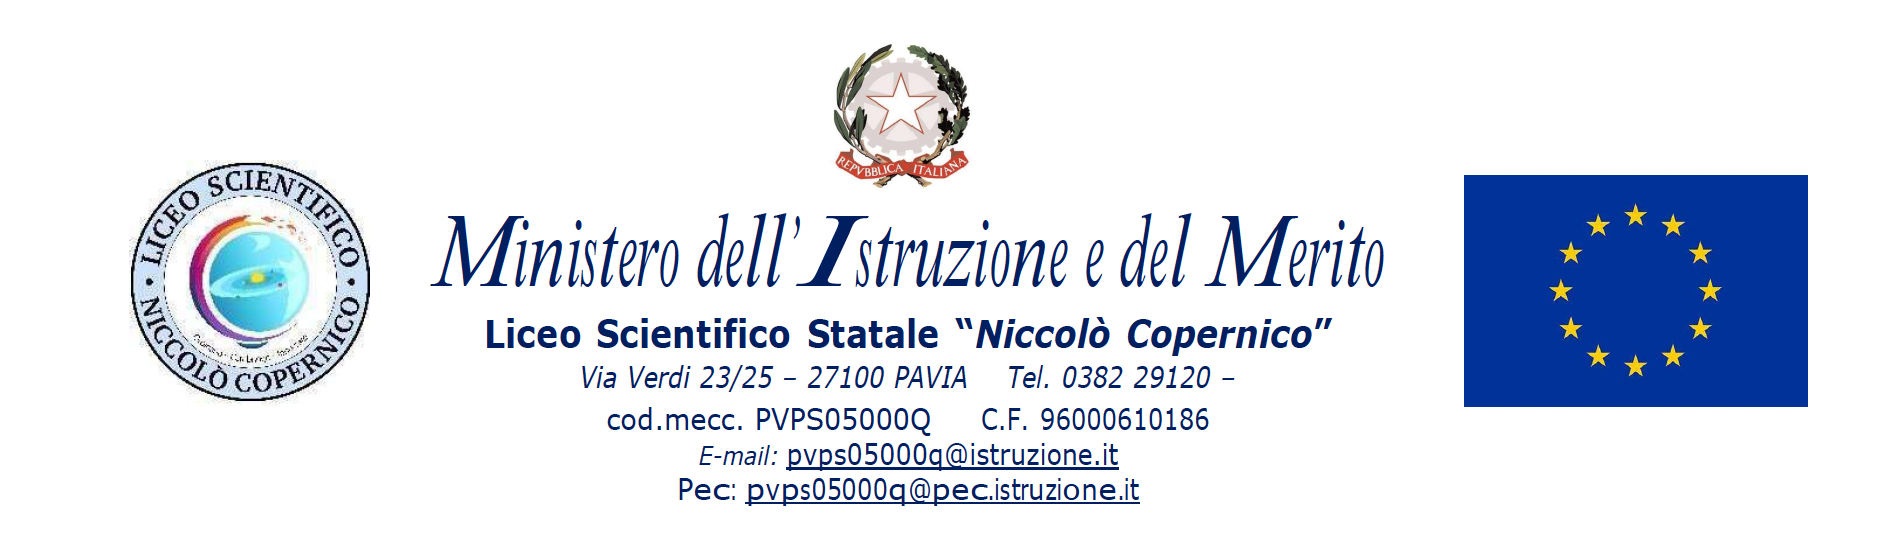 REPVBBLICA ITALIANA
LICEO SCIENTIFICO
NICCOLÒ COPERNICO
Ministero dell' Istruzione e del Merito
Liceo Scientifico Statale “Niccolò Copernico”
Via Verdi 23/25 – 27100 PAVIA Tel. 0382 29120 –
cod.mecc. PVPS05000Q C.F. 96000610186
E-mail: pvps05000q@istruzione.it
Pec: pvps05000q@pec.istruzione.it